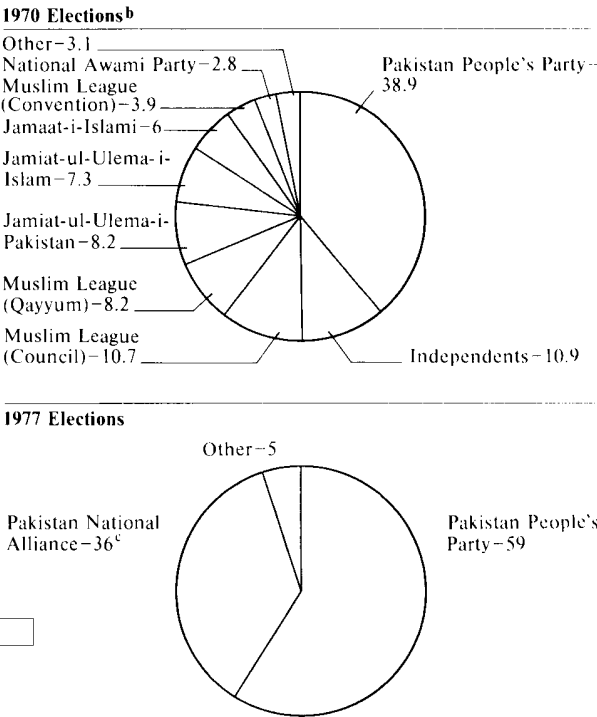 1970 Elections b
Other–3.1
National Awami Party–2.8
Muslim League
(Convention)–3.9
Jamaat-i-Islami–6
Jamiat-ul-Ulema-i-
Islam–7.3
Jamiat-ul-Ulema-i-
Pakistan–8.2
Muslim League
(Qayyum)–8.2
Muslim League
(Council)–10.7
Pakistan People's Party–
38.9
Independents–10.9
1977 Elections
Other–5
Pakistan National
Alliance–36c
Pakistan People's
Party–59